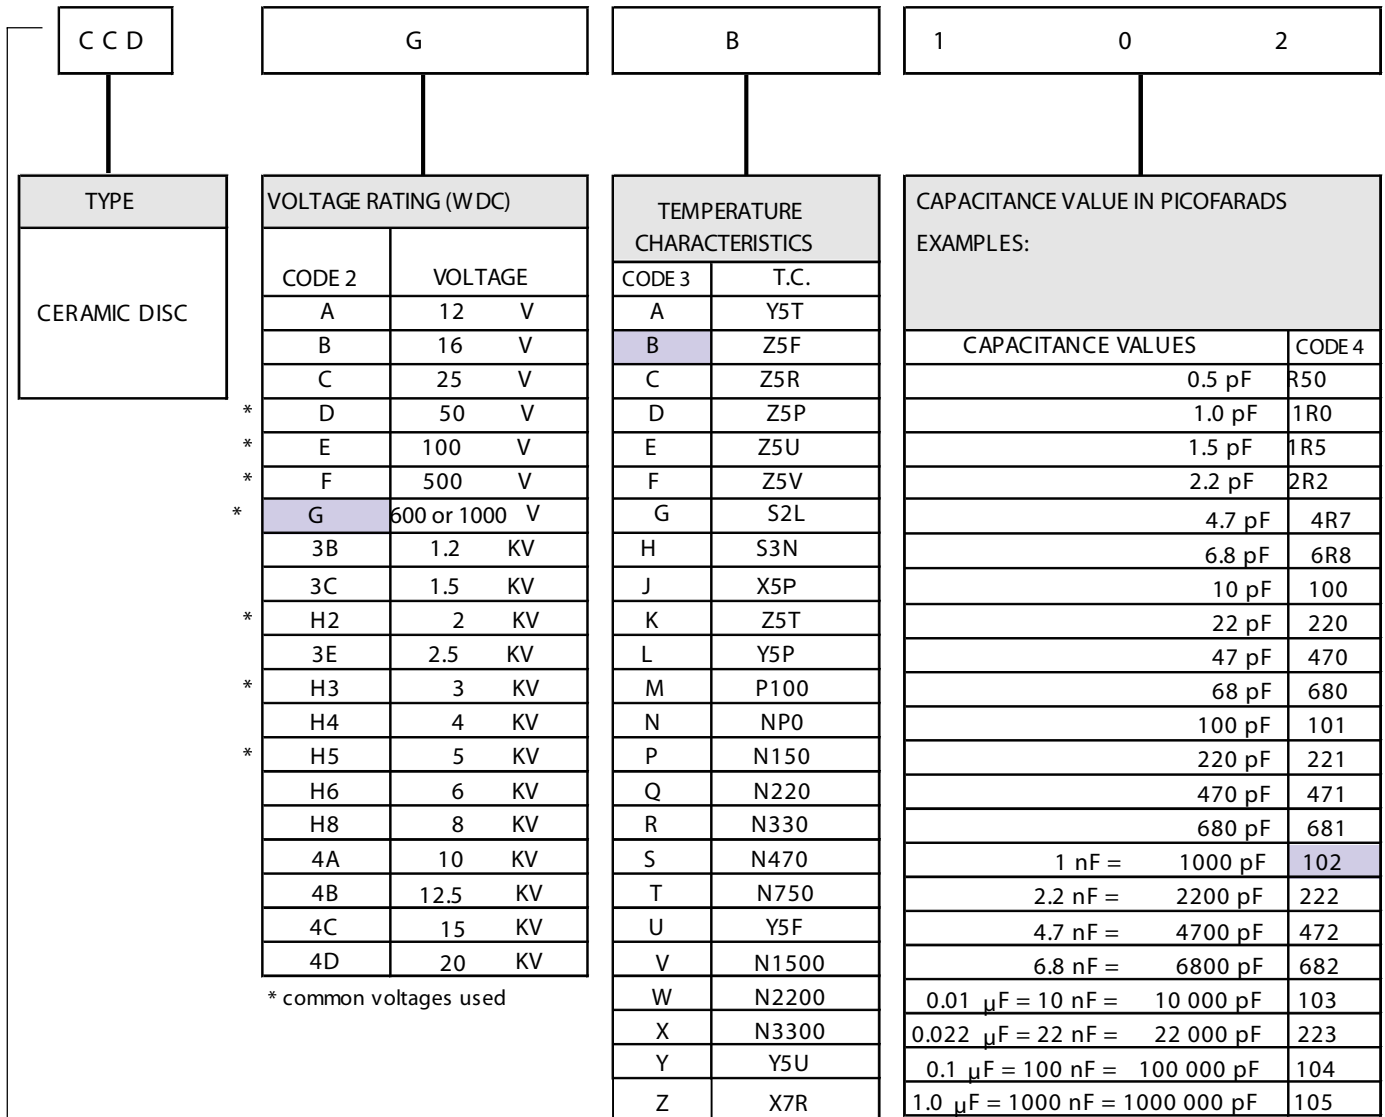 C C D
G
B
1 0 2
TYPE
CERAMIC DISC
VOLTAGE RATING (W DC)
CODE 2 VOLTAGE
A 12 V
B 16 V
C 25 V
* D 50 V
* E 100 V
* F 500 V
* G 600 or 1000 V
3B 1.2 KV
3C 1.5 KV
* H2 2 KV
3E 2.5 KV
* H3 3 KV
H4 4 KV
* H5 5 KV
H6 6 KV
H8 8 KV
4A 10 KV
4B 12.5 KV
4C 15 KV
4D 20 KV
* common voltages used
TEMPERATURE
CHARACTERISTICS
CODE 3 T.C.
A Y5T
B Z5F
C Z5R
D Z5P
E Z5U
F Z5V
G S2L
H S3N
J X5P
K Z5T
L Y5P
M P100
N NP0
P N150
Q N220
R N330
S N470
T N750
U Y5F
V N1500
W N2200
X N3300
Y Y5U
Z X7R
CAPACITANCE VALUE IN PICOFARADS
EXAMPLES:
CAPACITANCE VALUES CODE 4
0.5 pF R50
1.0 pF 1R0
1.5 pF 1R5
2.2 pF 2R2
4.7 pF 4R7
6.8 pF 6R8
10 pF 100
22 pF 220
47 pF 470
68 pF 680
100 pF 101
220 pF 221
470 pF 471
680 pF 681
1 nF = 1000 pF 102
2.2 nF = 2200 pF 222
4.7 nF = 4700 pF 472
6.8 nF = 6800 pF 682
0.01 µF = 10 nF = 10 000 pF 103
0.022 µF = 22 nF = 22 000 pF 223
0.1 µF = 100 nF = 100 000 pF 104
1.0 µF = 1000 nF = 1000 000 pF 105